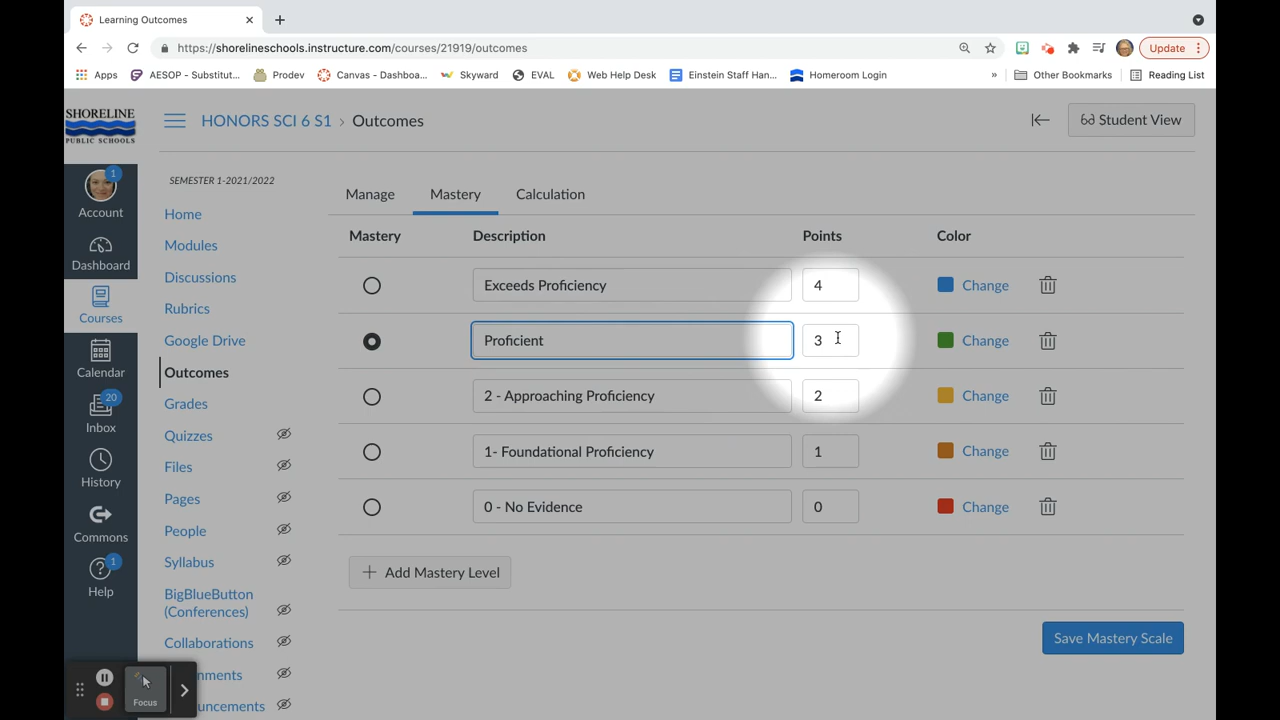 Learning Outcomes
https://shorelineschools.instructure.com/courses/21919/outcomes
Update
Apps
AESOP - Substitut...
Prodev
Canvas - Dashboa...
Skyward
EVAL
Web Help Desk
Einstein Staff Han...
Homeroom Login
»
Other Bookmarks
Reading List
SHORELINE
PUBLIC SCHOOLS
HONORS SCI 6 S1 › Outcomes
Student View
1
Account
Dashboard
Courses
Calendar
20
Inbox
History
Commons
1
Help
SEMESTER 1-2021/2022
Home
Modules
Discussions
Rubrics
Google Drive
Outcomes
Grades
Quizzes
Files
Pages
People
Syllabus
BigBlueButton
(Conferences)
Collaborations
nments
uncements
Manage Mastery Calculation
Mastery Description Points Color
Exceeds Proficiency 4 Change
Proficient 3 Change
2 - Approaching Proficiency 2 Change
1- Foundational Proficiency 1 Change
0 - No Evidence 0 Change
+ Add Mastery Level
Save Mastery Scale
Focus